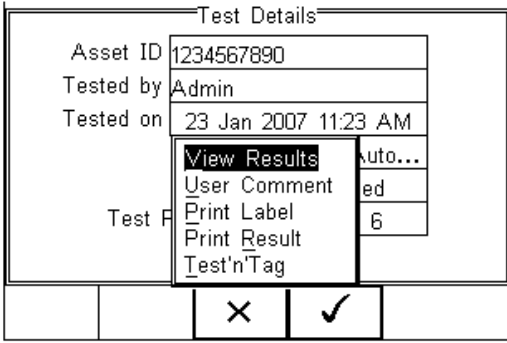 Test Details
Asset ID 1234567890
Tested by Admin
Tested on 23 Jan 2007 11:23 AM
View Results
User Comment
Print Label
Print Result
Test'n'Tag
uto...
ed
Test
6